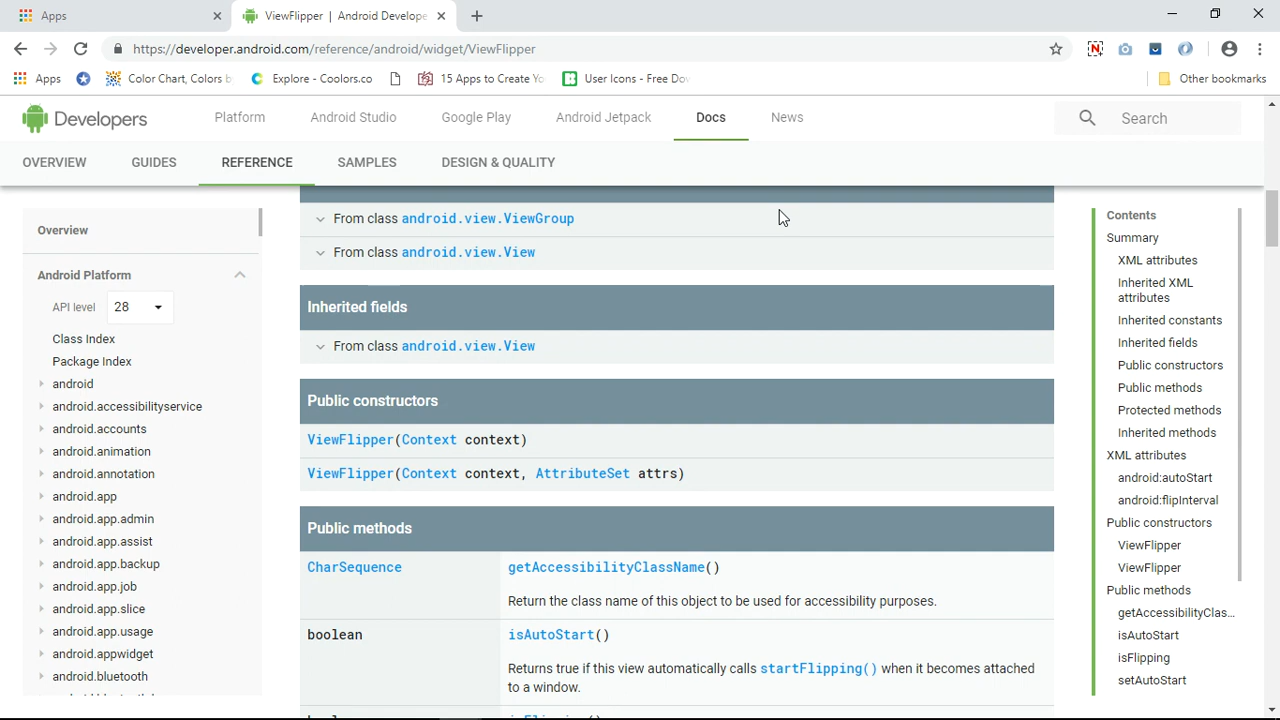 Apps
ViewFlipper | Android Develope
https://developer.android.com/reference/android/widget/ViewFlipper
Apps
Color Chart, Colors b
Explore - Coolors.co
15 Apps to Create Yo
User Icons - Free Dow
Other bookmarks
Developers
Platform
Android Studio
Google Play
Android Jetpack
Docs
News
Search
OVERVIEW
GUIDES
REFERENCE
SAMPLES
DESIGN & QUALITY
Overview
Android Platform
API level 28
Class Index
Package Index
android
android.accessibilityservice
android.accounts
android.animation
android.annotation
android.app
android.app.admin
android.app.assist
android.app.backup
android.app.job
android.app.slice
android.app.usage
android.appwidget
android.bluetooth
From class android.view.ViewGroup
From class android.view.View
Inherited fields
From class android.view.View
Public constructors
ViewFlipper(Context context)
ViewFlipper(Context context, AttributeSet attrs)
Public methods
CharSequence
getAccessibilityClassName()
Return the class name of this object to be used for accessibility purposes.
boolean
isAutoStart()
Returns true if this view automatically calls startFlipping() when it becomes attached
to a window.
Contents
Summary
XML attributes
Inherited XML
attributes
Inherited constants
Inherited fields
Public constructors
Public methods
Protected methods
Inherited methods
XML attributes
android:autoStart
android:flipInterval
Public constructors
ViewFlipper
ViewFlipper
Public methods
getAccessibilityClas...
isAutoStart
isFlipping
setAutoStart